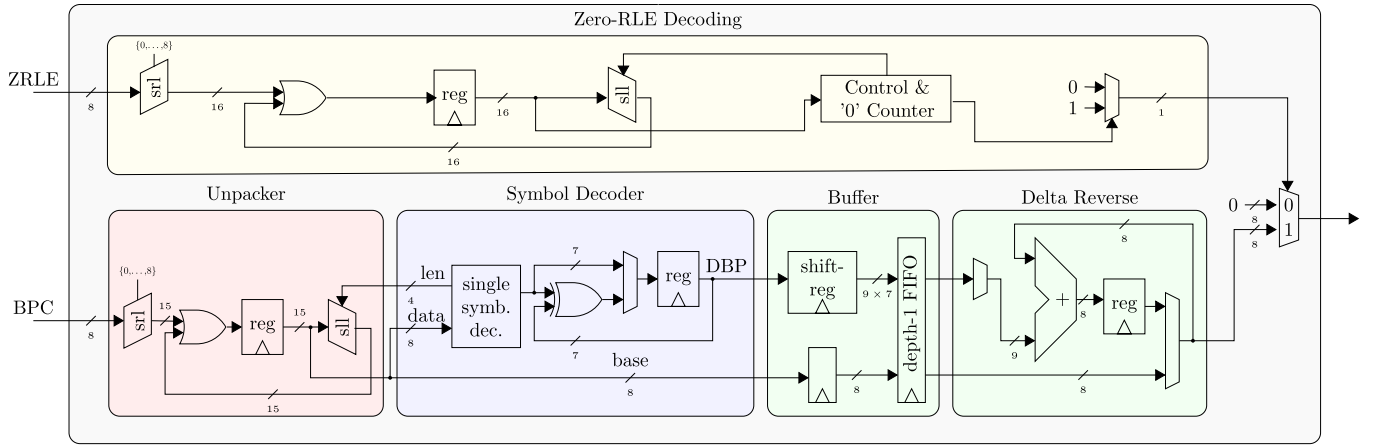 Zero-RLE Decoding
{0,...,8}
ZRLE
8
srl
16
reg
16
sll
16
Control &
'0' Counter
0
1
1
Unpacker
Symbol Decoder
Buffer
Delta Reverse
{0,...,8}
BPC
8
srl
15
reg
15
sll
15
len
4
data
8
single
symb.
dec.
7
7
reg
DBP
base
8
shift-
reg
9 × 7
8
depth-1 FIFO
9
+
8
8
reg
8
0
8
8
0
1